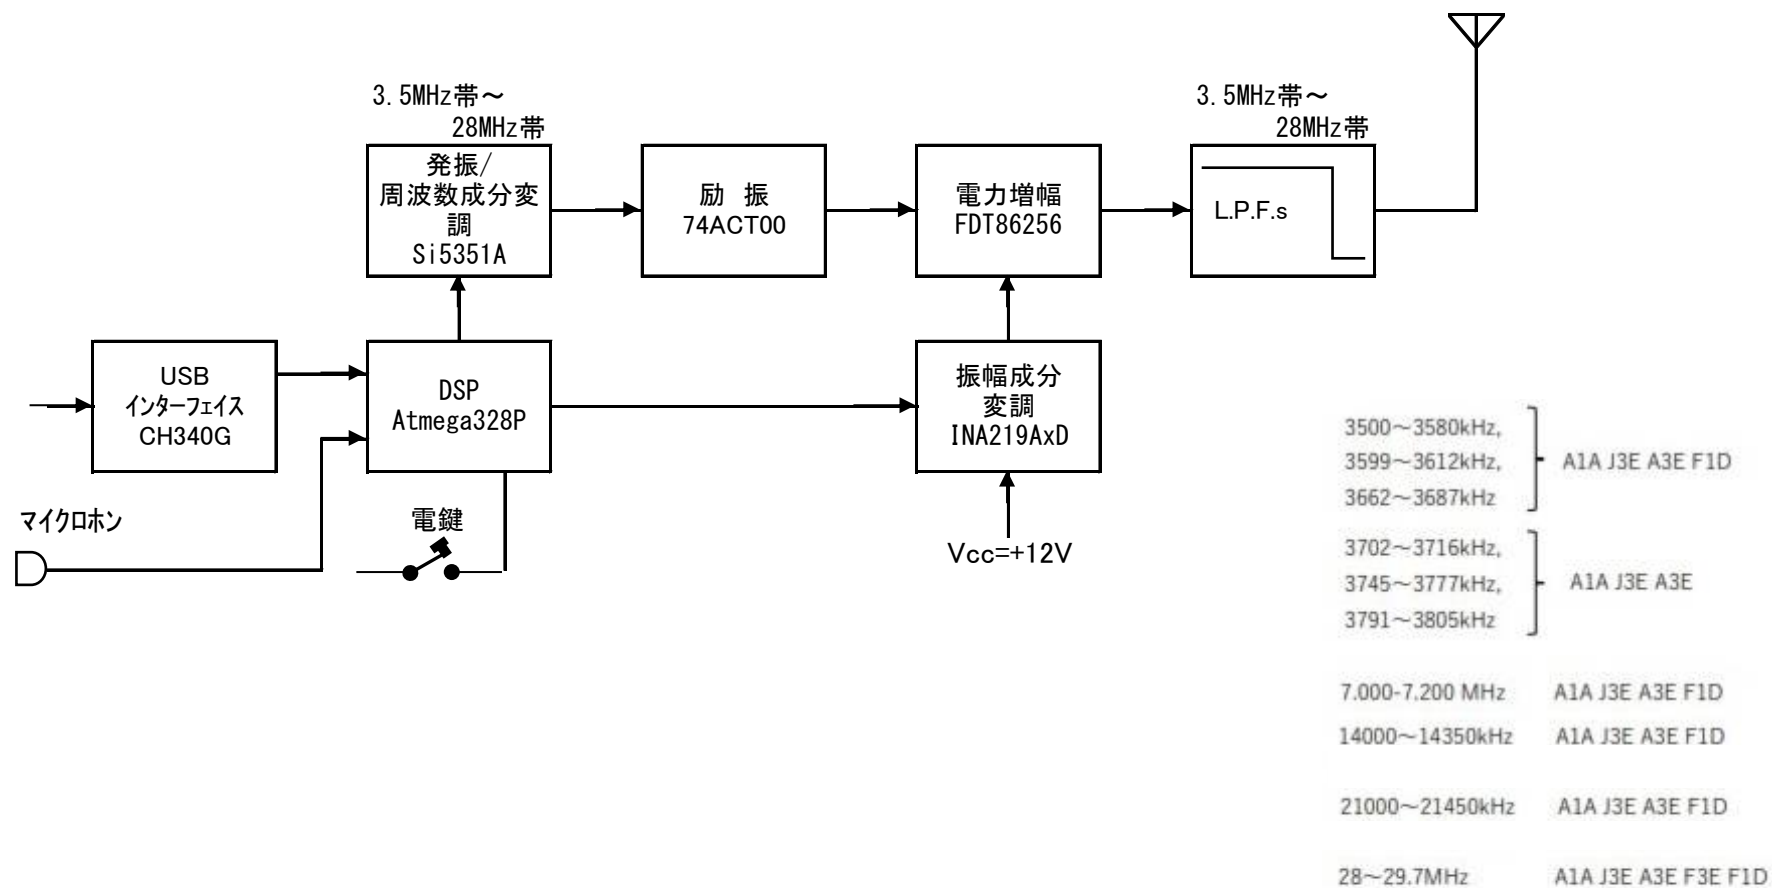 3.5MHz帯～
28MHz帯
発振/
周波数成分変
調
Si5351A
励 振
74ACT00
電力増幅
FDT86256
3.5MHz帯～
28MHz帯
L.P.F.s
USB
インターフェイス
CH340G
DSP
Atmega328P
振幅成分
変調
INA219AxD
マイクロホン
電鍵
Vcc=+12V
3500～3580kHz,
3599～3612kHz,
3662～3687kHz
A1A J3E A3E F1D
3702～3716kHz,
3745～3777kHz,
3791～3805kHz
A1A J3E A3E
7.000-7.200 MHz A1A J3E A3E F1D
14000～14350kHz A1A J3E A3E F1D
21000～21450kHz A1A J3E A3E F1D
28～29.7MHz A1A J3E A3E F3E F1D